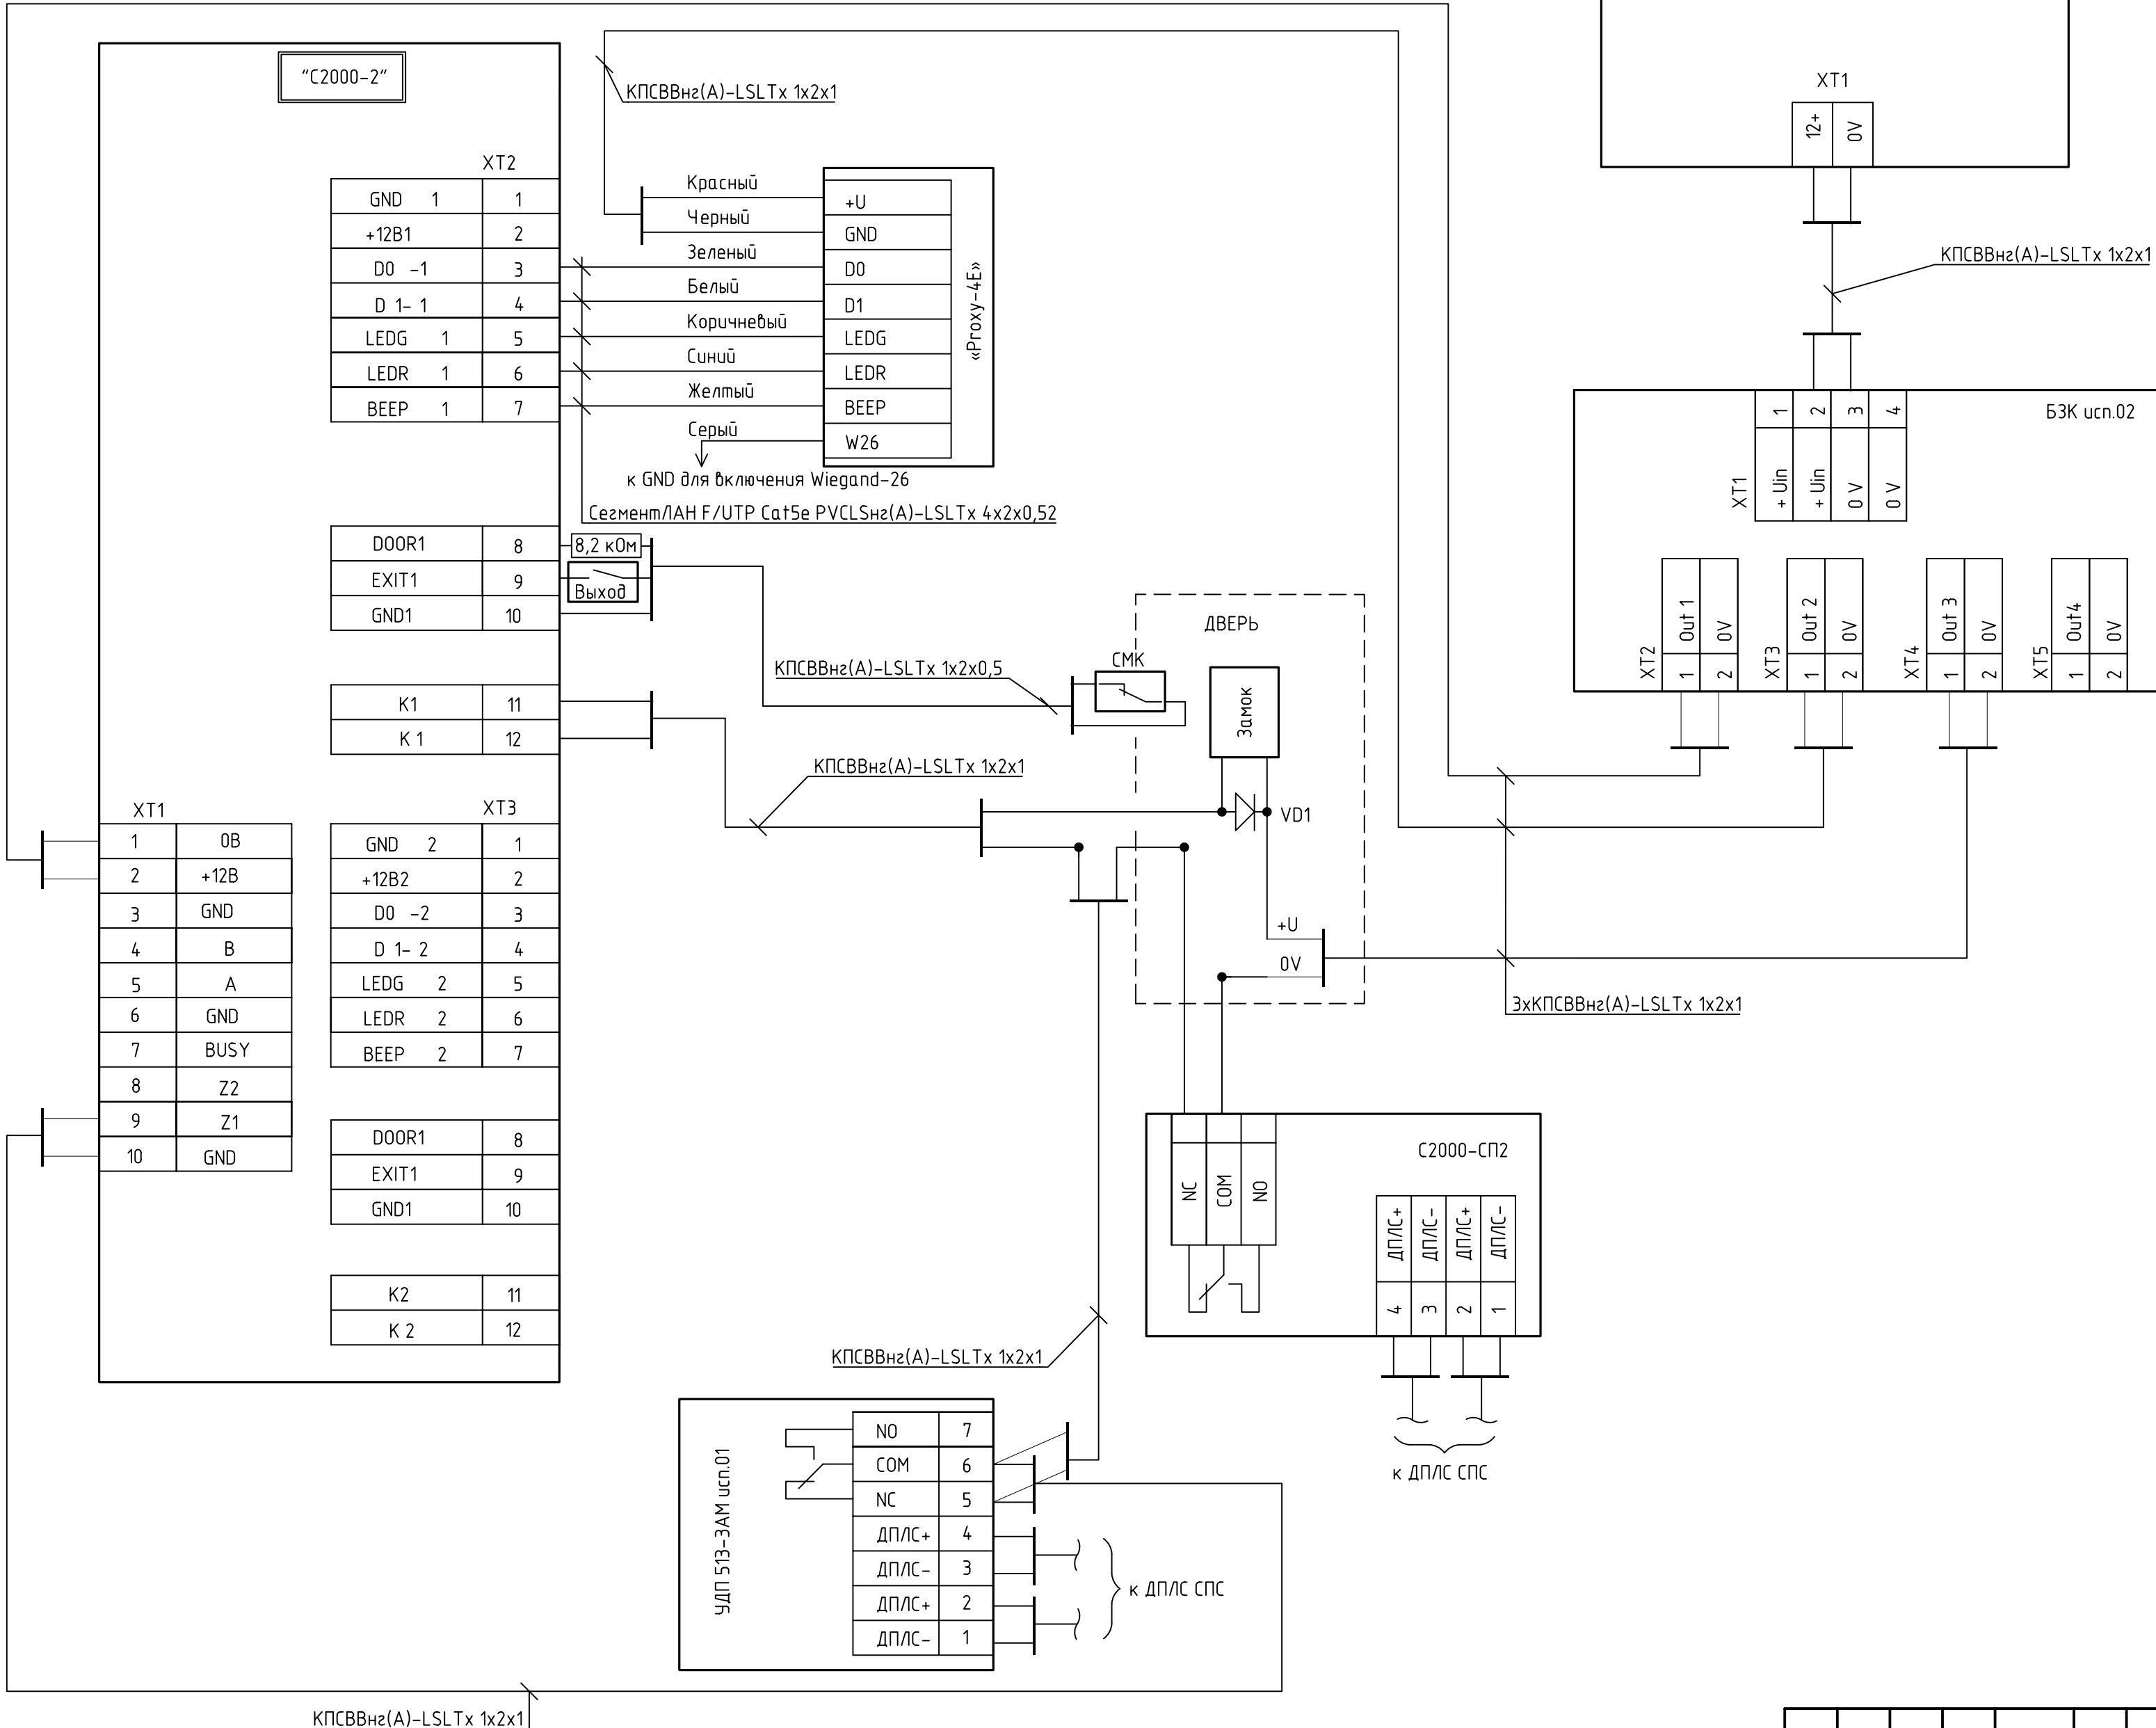 "С2000-2"
XT2
GND 1 1
+12В1 2
D0 -1 3
D 1- 1 4
LEDG 1 5
LEDR 1 6
BEEP 1 7
DOOR1 8
EXIT1 9
GND1 10
K1 11
K 1 12
XT1
1 0В
2 +12В
3 GND
4 B
5 A
6 GND
7 BUSY
8 Z2
9 Z1
10 GND
XT3
GND 2 1
+12В2 2
D0 -2 3
D 1- 2 4
LEDG 2 5
LEDR 2 6
BEEP 2 7
DOOR1 8
EXIT1 9
GND1 10
K2 11
K 2 12
КПСВВнг(А)-LSLTx 1х2х1
Красный
Черный
Зеленый
Белый
Коричневый
Синий
Желтый
Серый
+U
GND
D0
D1
LEDG
LEDR
BEEP
W26
«Proxy-4E»
к GND для включения Wiegand-26
СегментЛАН F/UTP Cat5e PVCLSнг(А)-LSLTx 4х2х0,52
8,2 кОм
Выход
КПСВВнг(А)-LSLTx 1х2х0,5
КПСВВнг(А)-LSLTx 1х2х1
ДВЕРЬ
СМК
Замок
VD1
+U
0V
XT1
12+
0V
КПСВВнг(А)-LSLTx 1х2х1
БЗК исп.02
XT1
1 + Uin
2 + Uin
3 0 V
4 0 V
XT2
1 Out 1
2 0V
XT3
1 Out 2
2 0V
XT4
1 Out 3
2 0V
XT5
1 Out4
2 0V
3хКПСВВнг(А)-LSLTx 1х2х1
С2000-СП2
NC
COM
NO
ДПЛС+ 4
ДПЛС- 3
ДПЛС+ 2
ДПЛС- 1
к ДПЛС СПС
КПСВВнг(А)-LSLTx 1х2х1
УДП 513-3АМ исп.01
NO 7
COM 6
NC 5
ДПЛС+ 4
ДПЛС- 3
ДПЛС+ 2
ДПЛС- 1
к ДПЛС СПС
КПСВВнг(А)-LSLTx 1х2х1